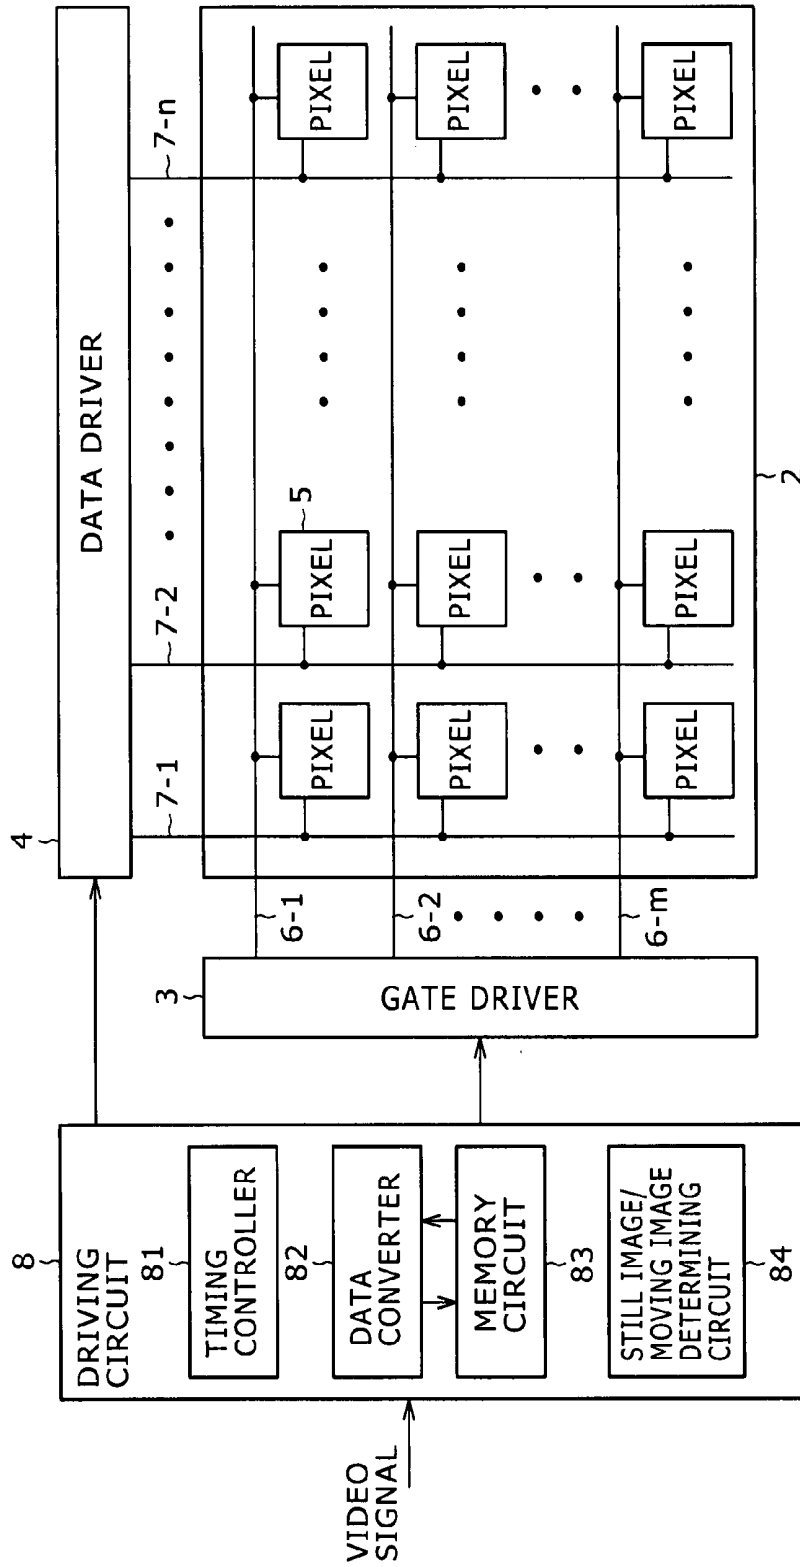 4
DATA DRIVER
7-1
7-2
7-n
8
DRIVING
CIRCUIT
81
TIMING
CONTROLLER
82
DATA
CONVERTER
MEMORY
CIRCUIT
83
STILL IMAGE/
MOVING IMAGE
DETERMINING
CIRCUIT
84
VIDEO
SIGNAL
3
GATE DRIVER
6-1
6-2
6-m
5
PIXEL
PIXEL
PIXEL
PIXEL
PIXEL
PIXEL
PIXEL
PIXEL
PIXEL
2